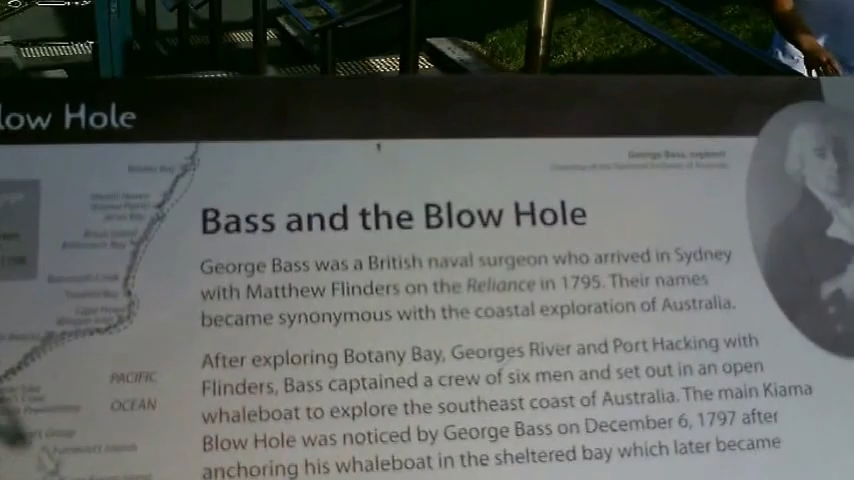 low Hole
George Bass, explorer
Bass and the Blow Hole
George Bass was a British naval surgeon who arrived in Sydney
with Matthew Flinders on the Reliance in 1795. Their names
became synonymous with the coastal exploration of Australia.
After exploring Botany Bay, Georges River and Port Hacking with
Flinders, Bass captained a crew of six men and set out in an open
whaleboat to explore the southeast coast of Australia. The main Kiama
Blow Hole was noticed by George Bass on December 6, 1797 after
anchoring his whaleboat in the sheltered bay which later became
PACIFIC
OCEAN